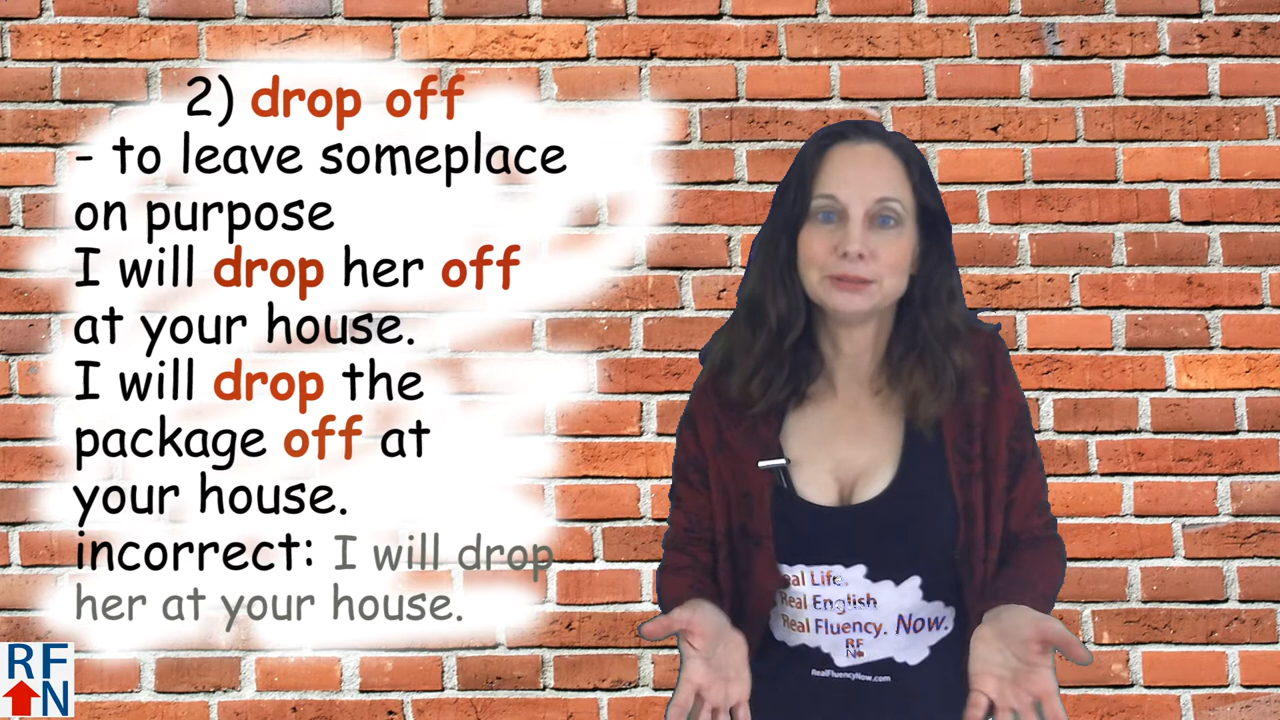 2) drop off
- to leave someplace
on purpose
I will drop her off
at your house.
I will drop the
package off at
your house.
incorrect: I will drop
her at your house.
RF
N
eal Life.
Real English
Real Fluency. Now.
RF
N
RealFluencyNow.com